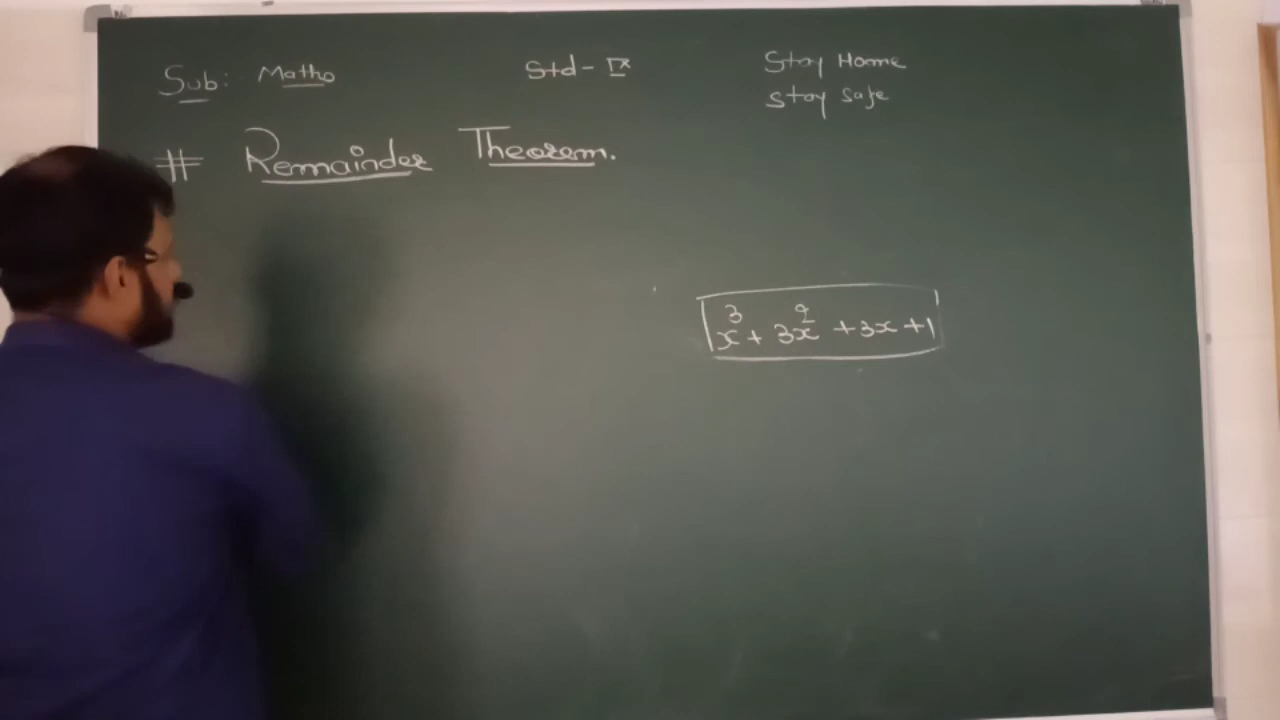 Sub: Maths Std- IX Stay Home
Stay Safe
# Remainder Theorem.
x³ + 3x² + 3x + 1